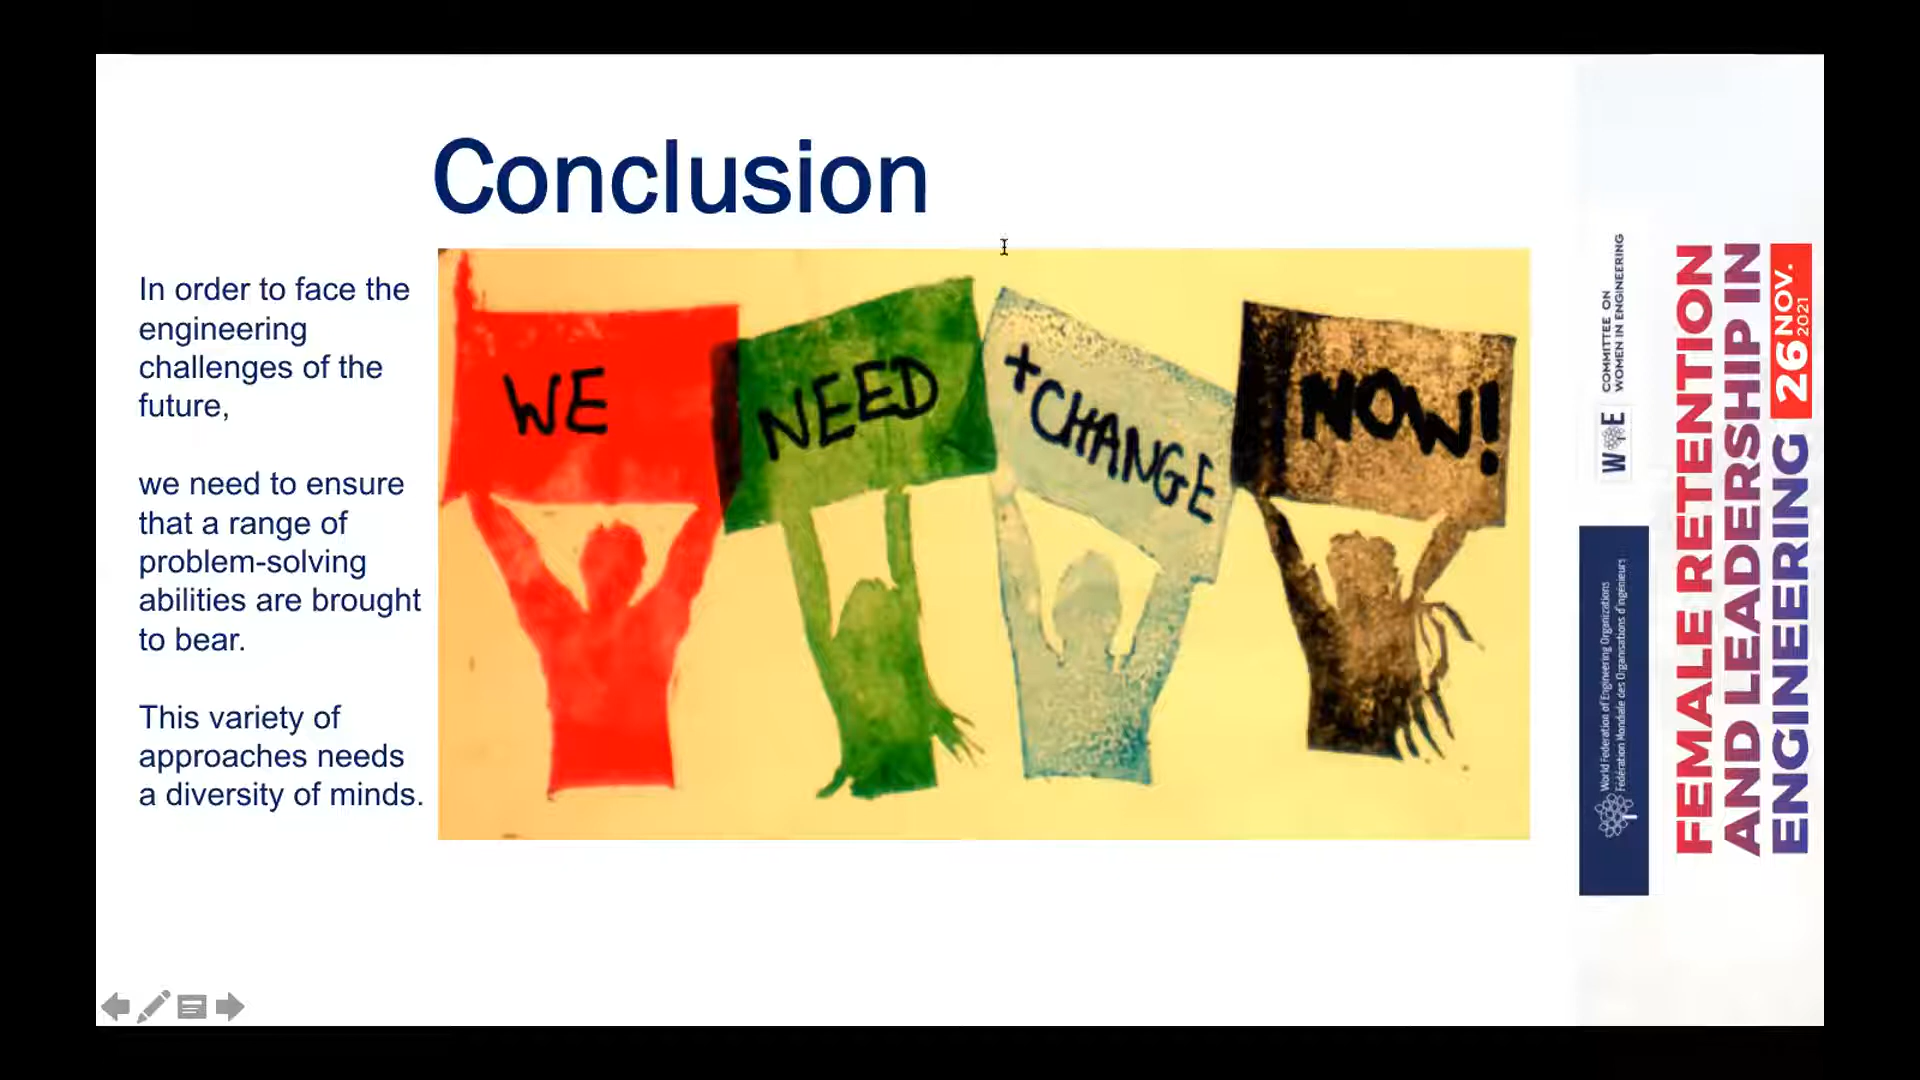 Conclusion
In order to face the
engineering
challenges of the
future,
we need to ensure
that a range of
problem-solving
abilities are brought
to bear.
This variety of
approaches needs
a diversity of minds.
WE
NEED
+CHANGE
NOW!
COMMITTEE ON
WOMEN IN ENGINEERING
WE
World Federation of Engineering Organizations
Fédération Mondiale des Organisations d'Ingénieurs
FEMALE RETENTION
AND LEADERSHIP IN
ENGINEERING
26 NOV.
2021